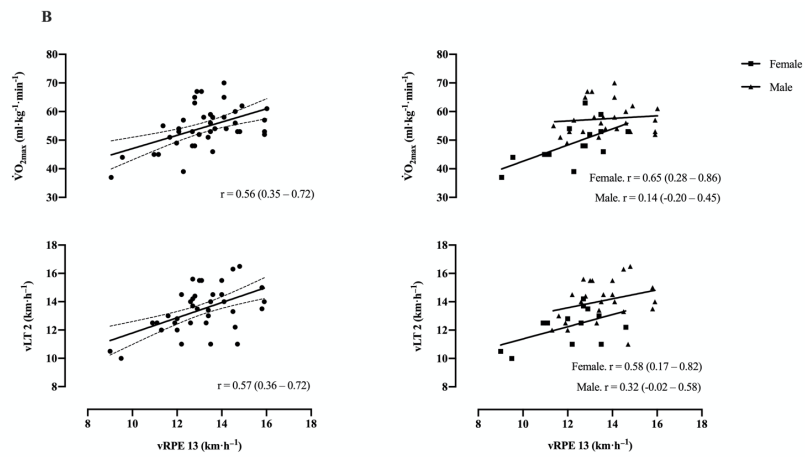 B
80
70
60
50
40
30
V̇O2max (ml·kg-1·min-1)
r = 0.56 (0.35 – 0.72)
80
70
60
50
40
30
V̇O2max (ml·kg-1·min-1)
Female. r = 0.65 (0.28 – 0.86)
Male. r = 0.14 (-0.20 – 0.45)
Female
Male
18
16
14
12
10
8
vLT 2 (km·h-1)
r = 0.57 (0.36 – 0.72)
8 10 12 14 16 18
vRPE 13 (km·h-1)
18
16
14
12
10
8
vLT 2 (km·h-1)
Female. r = 0.58 (0.17 – 0.82)
Male. r = 0.32 (-0.02 – 0.58)
8 10 12 14 16 18
vRPE 13 (km·h-1)